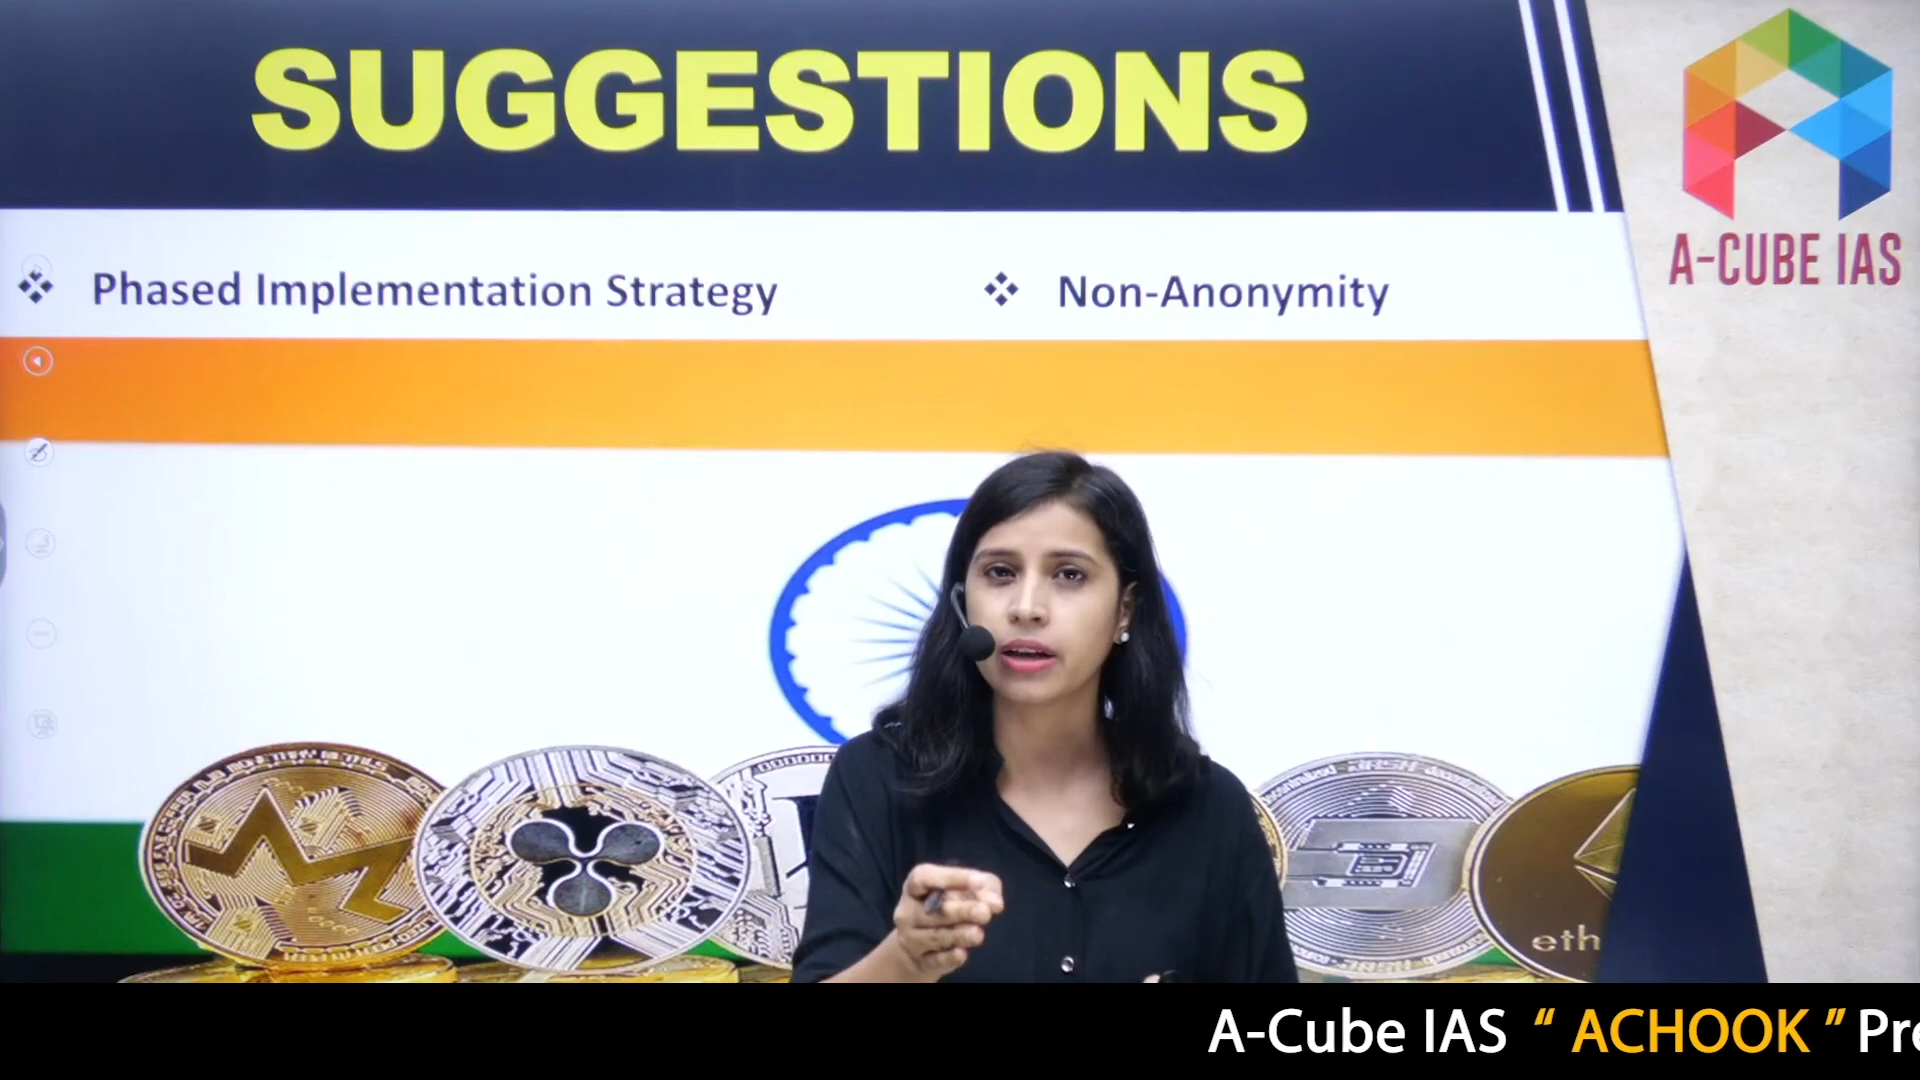 SUGGESTIONS
A-CUBE IAS
❖ Phased Implementation Strategy
❖ Non-Anonymity
eth
A-Cube IAS “ ACHOOK ” Pre